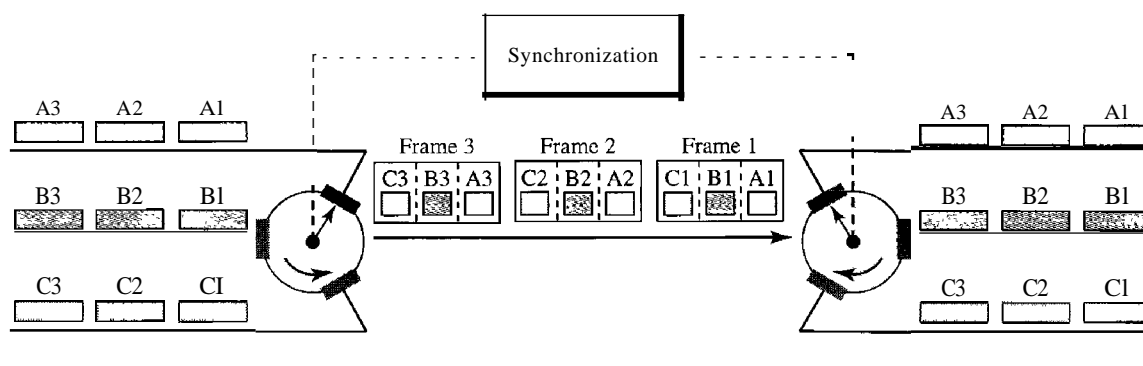 Synchronization
A3 A2 A1
Frame 3 Frame 2 Frame 1
C3 B3 A3 C2 B2 A2 C1 B1 A1
A3 A2 A1
B3 B2 B1
B3 B2 B1
C3 C2 CI
C3 C2 C1